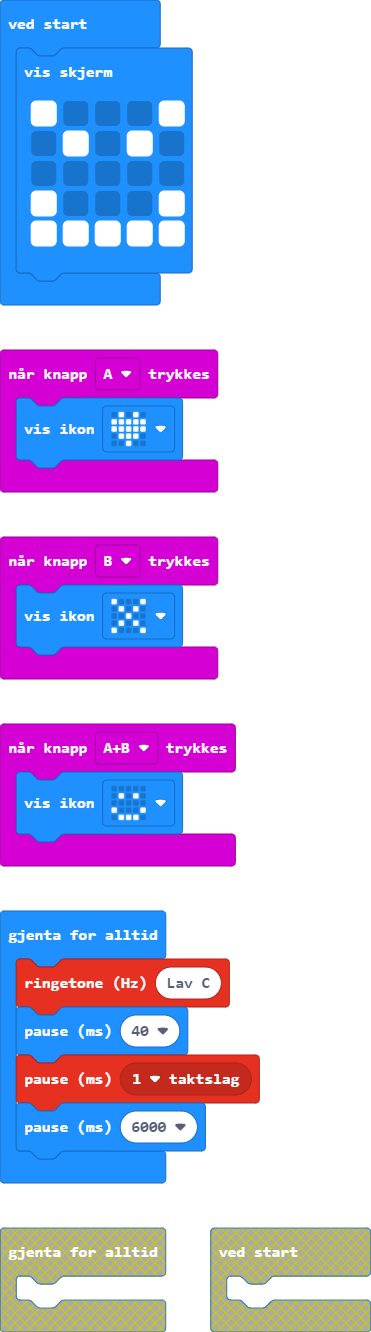 ved start
vis skjerm
når knapp A trykkes
vis ikon
når knapp B trykkes
vis ikon
når knapp A+B trykkes
vis ikon
gjenta for alltid
ringetone (Hz) Lav C
pause (ms) 40
pause (ms) 1 taktslag
pause (ms) 6000
gjenta for alltid
ved start